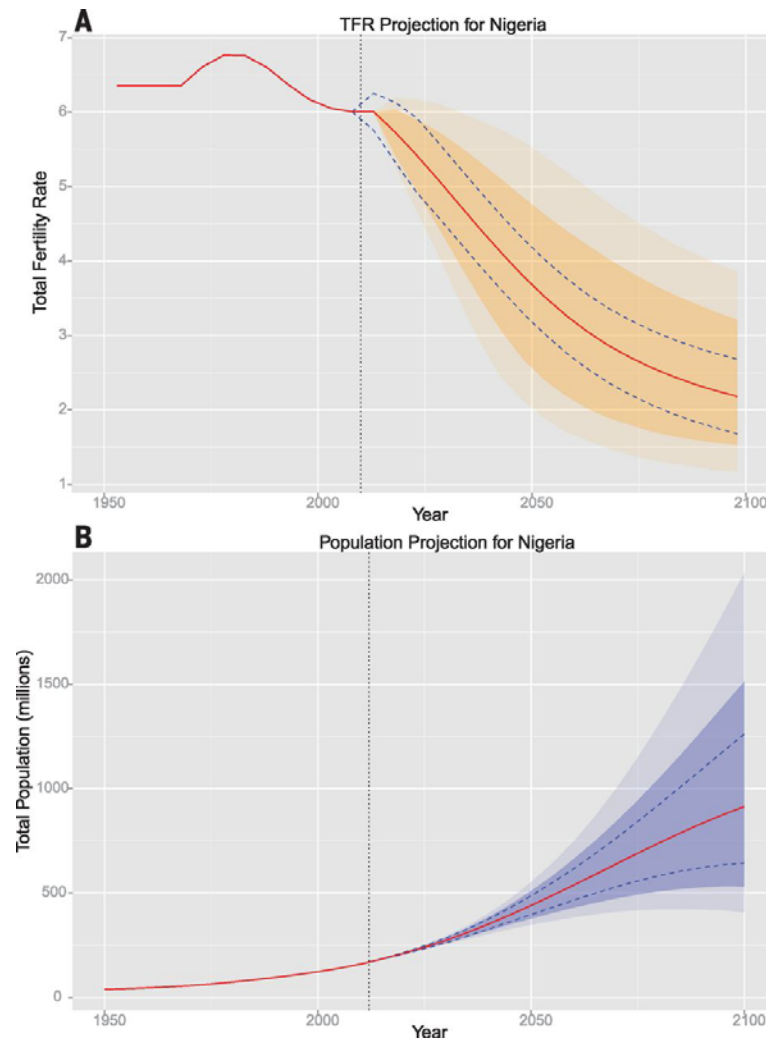 A
TFR Projection for Nigeria
7
6
5
4
3
2
1
Total Fertility Rate
1950
2000
2050
2100
Year
B
Population Projection for Nigeria
2000
1500
1000
500
0
Total Population (millions)
1950
2000
2050
2100
Year